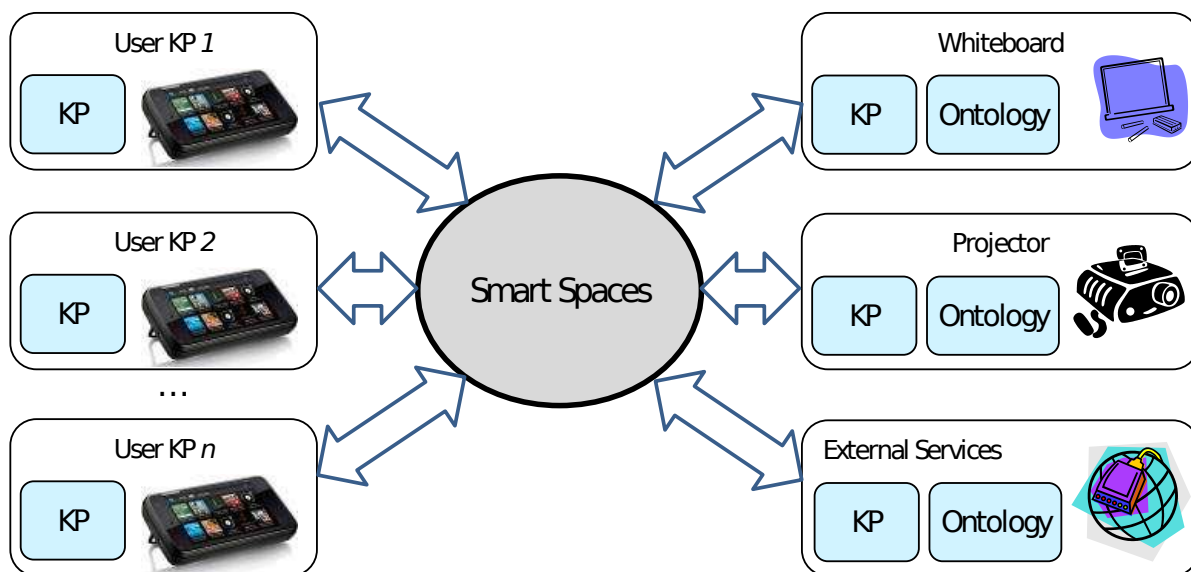 User KP 1
KP
User KP 2
KP
...
User KP n
KP
Smart Spaces
Whiteboard
KP
Ontology
Projector
KP
Ontology
External Services
KP
Ontology